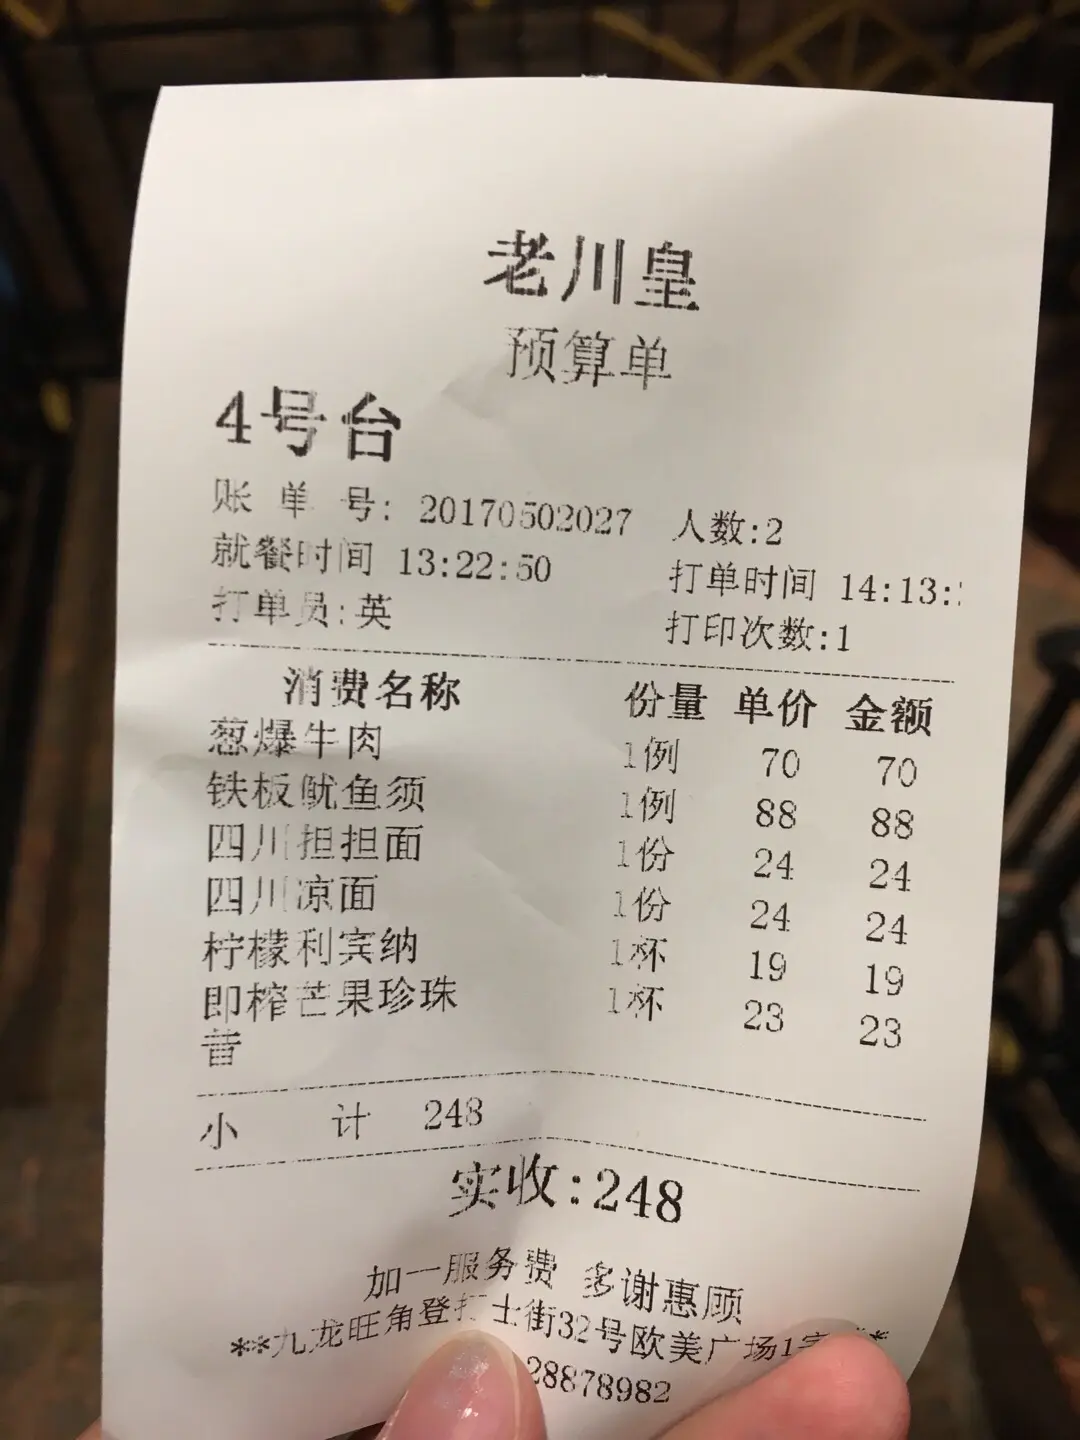 老川皇
预算单
4号台
账 单 号: 20170502027 人数:2
就餐时间 13:22:50 打单时间 14:13:
打单员:英 打印次数:1
消费名称 份量 单价 金额
葱爆牛肉 1例 70 70
铁板鱿鱼须 1例 88 88
四川担担面 1份 24 24
四川凉面 1份 24 24
柠檬利宾纳 1杯 19 19
即榨芒果珍珠 1杯 23 23
昔
小 计 248
实收:248
加一服务费 多谢惠顾
**九龙旺角登打士街32号欧美广场1
28878982